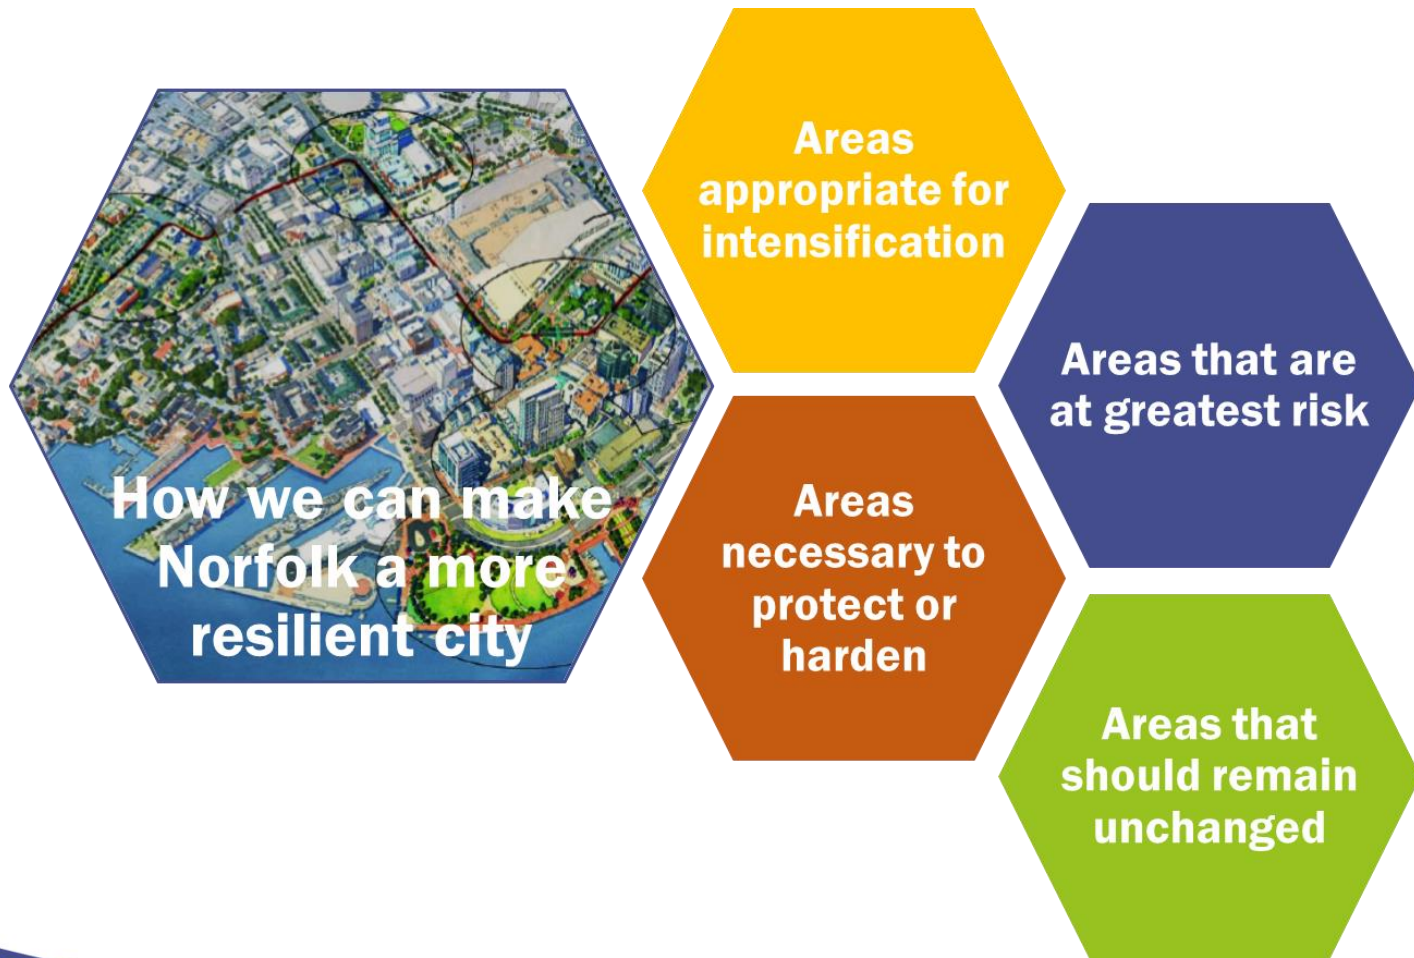 How we can make
Norfolk a more
resilient city
Areas
appropriate for
intensification
Areas that are
at greatest risk
Areas
necessary to
protect or
harden
Areas that
should remain
unchanged